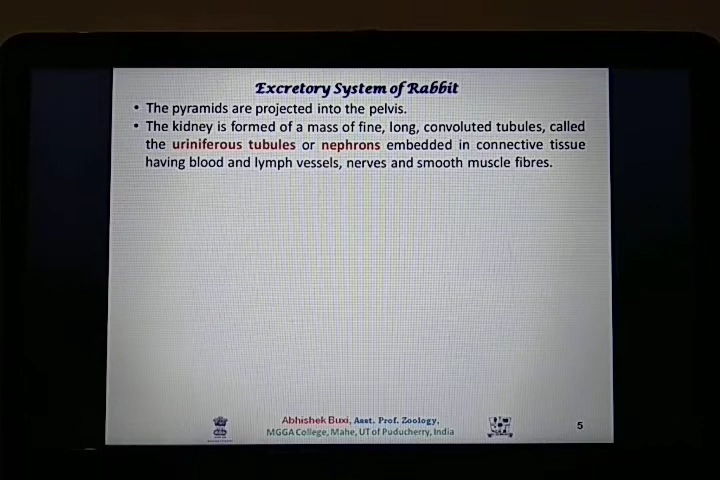 Excretory System of Rabbit
• The pyramids are projected into the pelvis.
• The kidney is formed of a mass of fine, long, convoluted tubules, called
the uriniferous tubules or nephrons embedded in connective tissue
having blood and lymph vessels, nerves and smooth muscle fibres.
Abhishek Buxi, Asst. Prof. Zoology,
MGGA College, Mahe, UT of Puducherry, India
5